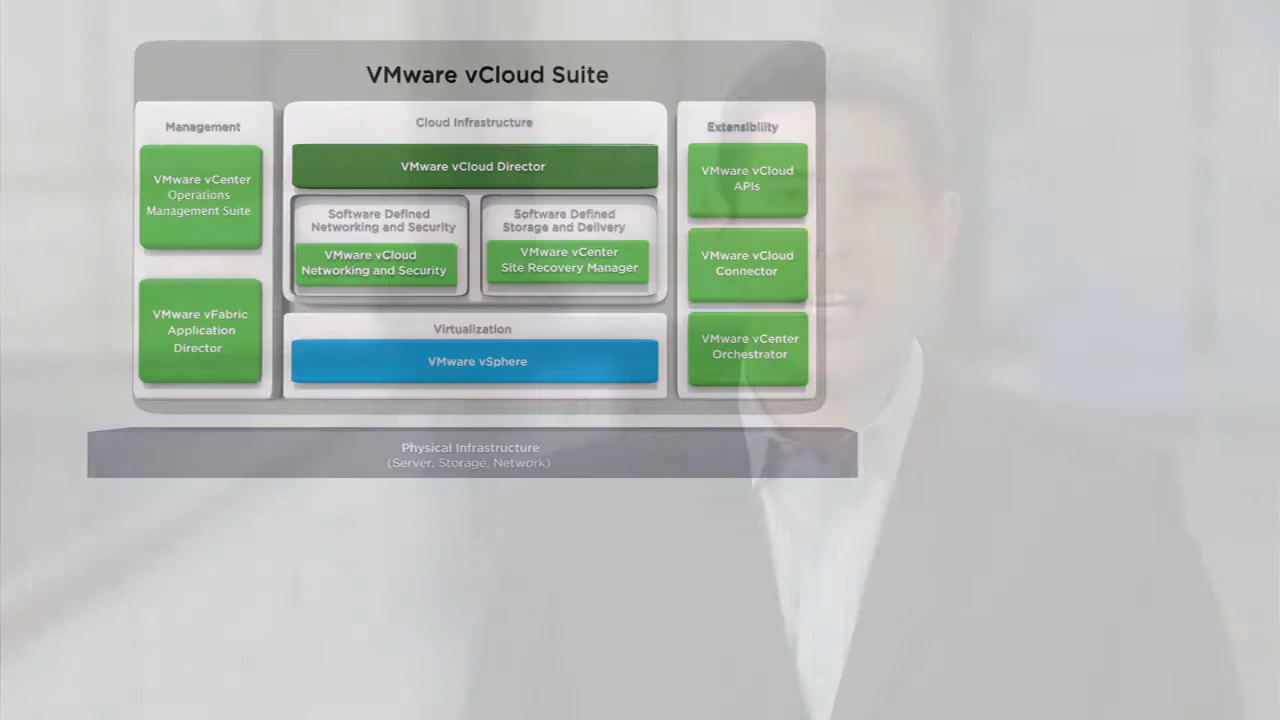 VMware vCloud Suite
Management
VMware vCenter
Operations
Management Suite
VMware vFabric
Application
Director
Cloud Infrastructure
VMware vCloud Director
Software Defined
Networking and Security
VMware vCloud
Networking and Security
Software Defined
Storage and Delivery
VMware vCenter
Site Recovery Manager
Virtualization
VMware vSphere
Extensibility
VMware vCloud
APIs
VMware vCloud
Connector
VMware vCenter
Orchestrator
Physical Infrastructure
(Server, Storage, Network)